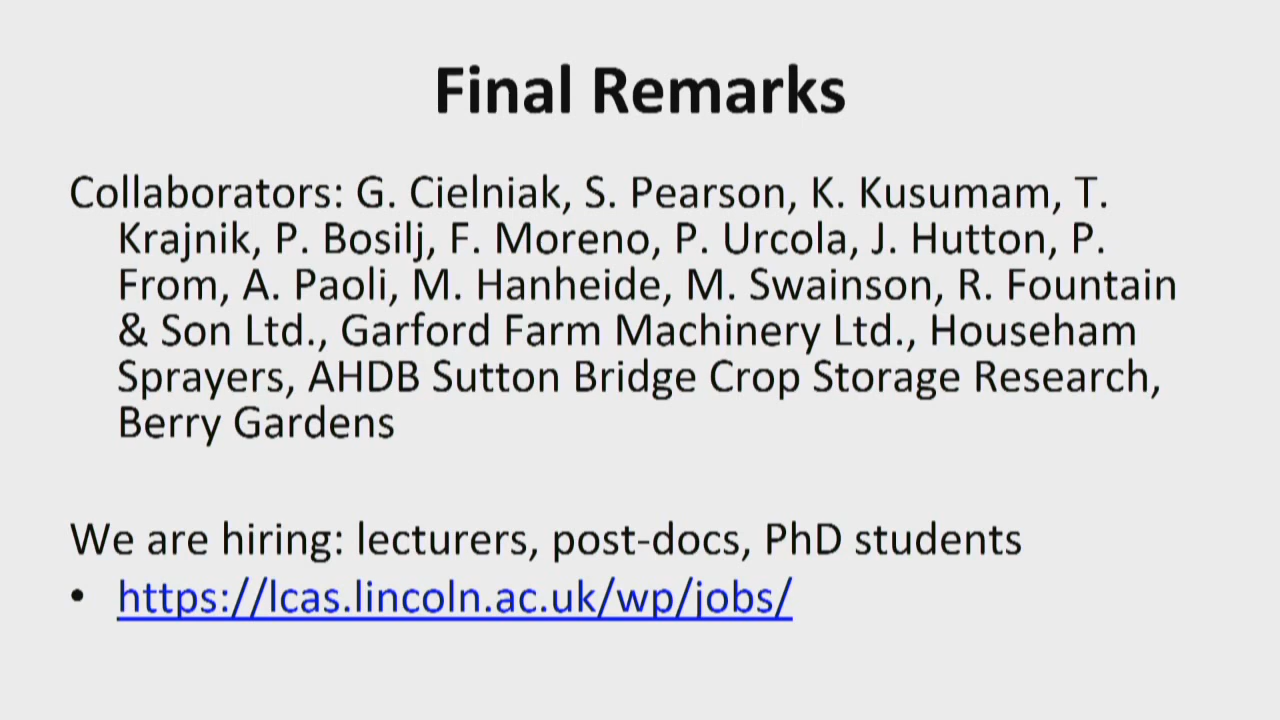 Final Remarks
Collaborators: G. Cielniak, S. Pearson, K. Kusumam, T.
Krajnik, P. Bosilj, F. Moreno, P. Urcola, J. Hutton, P.
From, A. Paoli, M. Hanheide, M. Swainson, R. Fountain
& Son Ltd., Garford Farm Machinery Ltd., Househam
Sprayers, AHDB Sutton Bridge Crop Storage Research,
Berry Gardens
We are hiring: lecturers, post-docs, PhD students
• https://lcas.lincoln.ac.uk/wp/jobs/